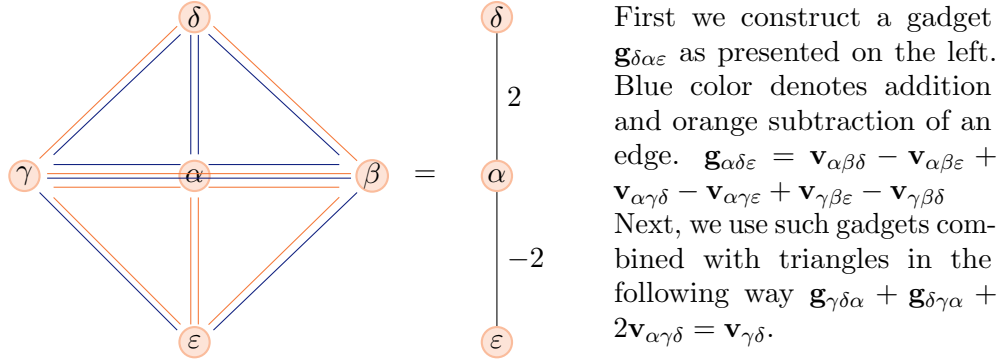 δ
γ
α
β
ε
=
δ
2
α
−2
ε
First we construct a gadget
g_{δαε} as presented on the left.
Blue color denotes addition
and orange subtraction of an
edge. g_{αδε} = v_{αβδ} − v_{αβε} +
v_{αγδ} − v_{αγε} + v_{γβε} − v_{γβδ}
Next, we use such gadgets com-
bined with triangles in the
following way g_{γδα} + g_{δγα} +
2v_{αγδ} = v_{γδ}.